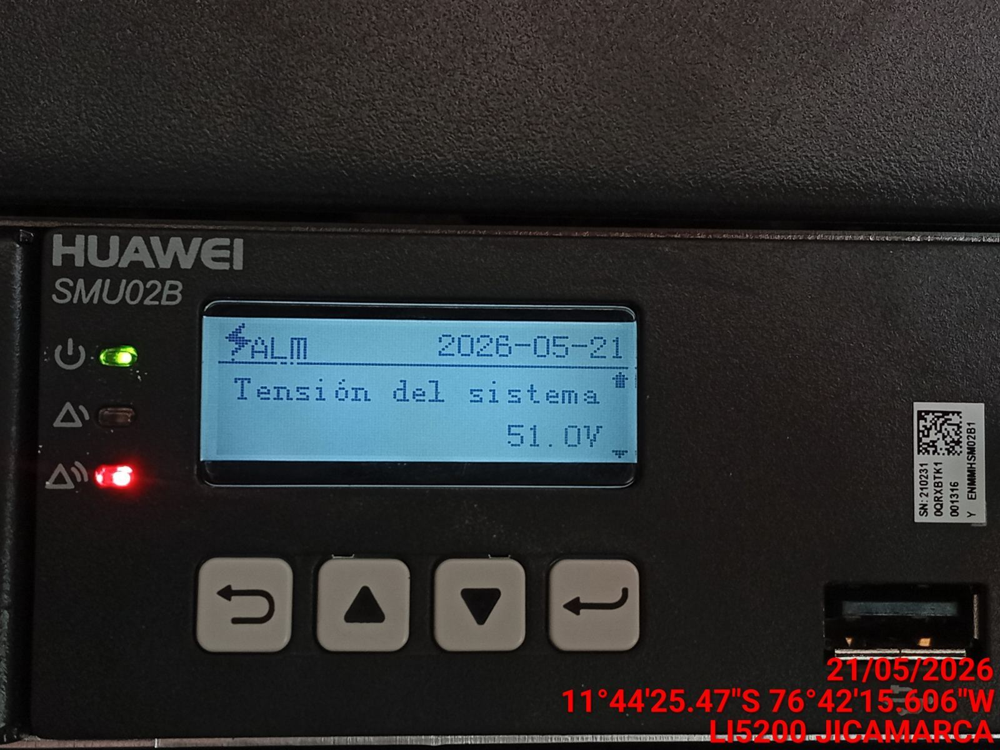 HUAWEI
SMU02B
ALM 2026-05-21
Tensión del sistema
51.0V
SN:210231
0QRXBTK1
001316
Y ENMMHSM02B1
21/05/2026
11°44'25.47"S 76°42'15.606"W
LI5200 JICAMARCA